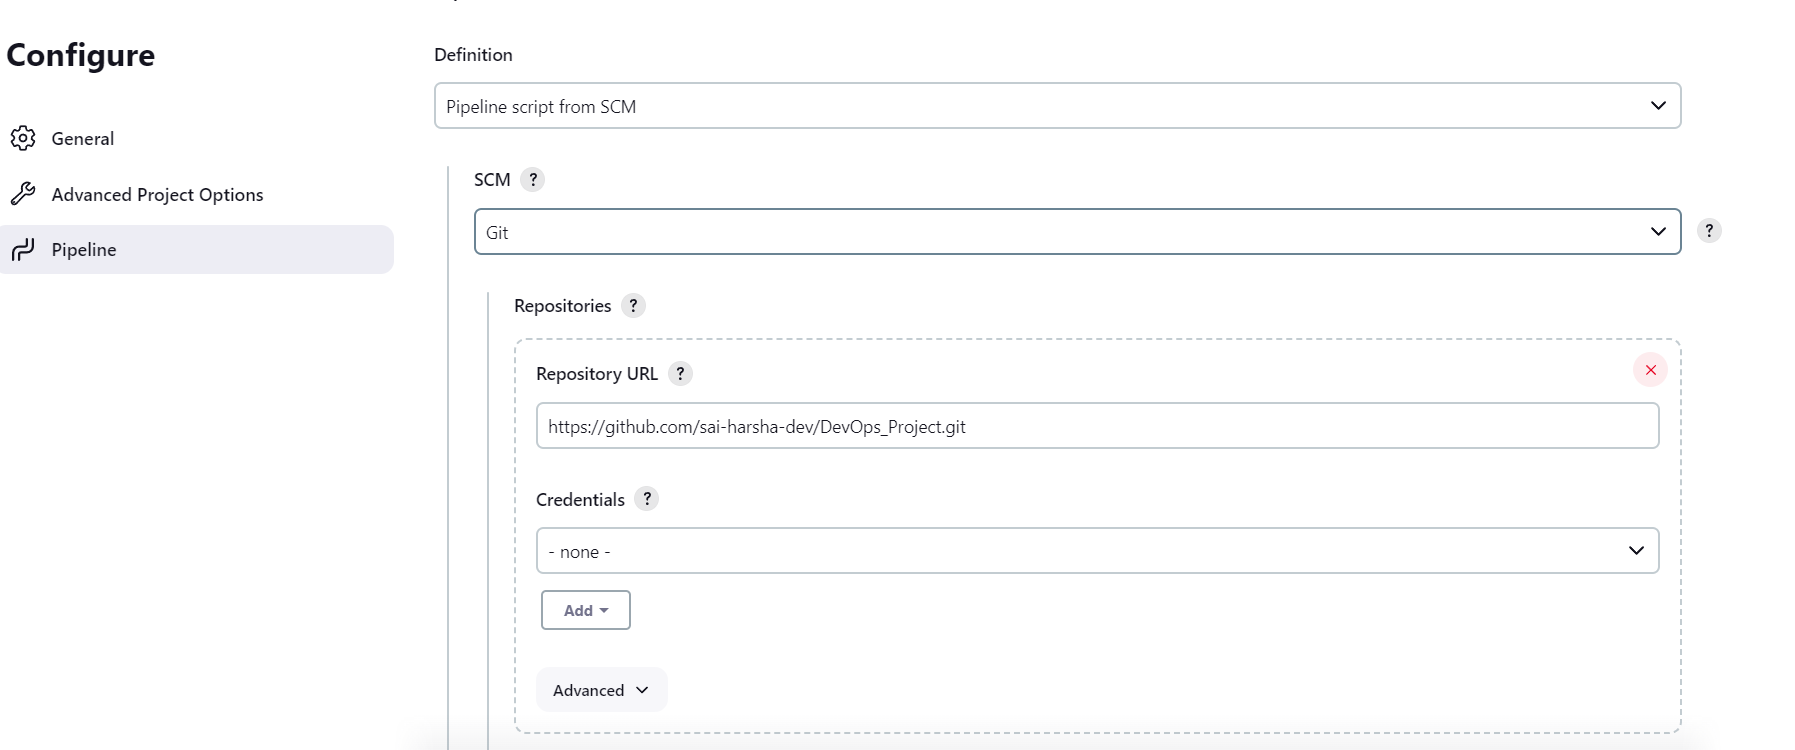 Configure
General
Advanced Project Options
Pipeline
Definition
Pipeline script from SCM
SCM ?
Git
?
Repositories ?
Repository URL ?
https://github.com/sai-harsha-dev/DevOps_Project.git
Credentials ?
- none -
Add
Advanced